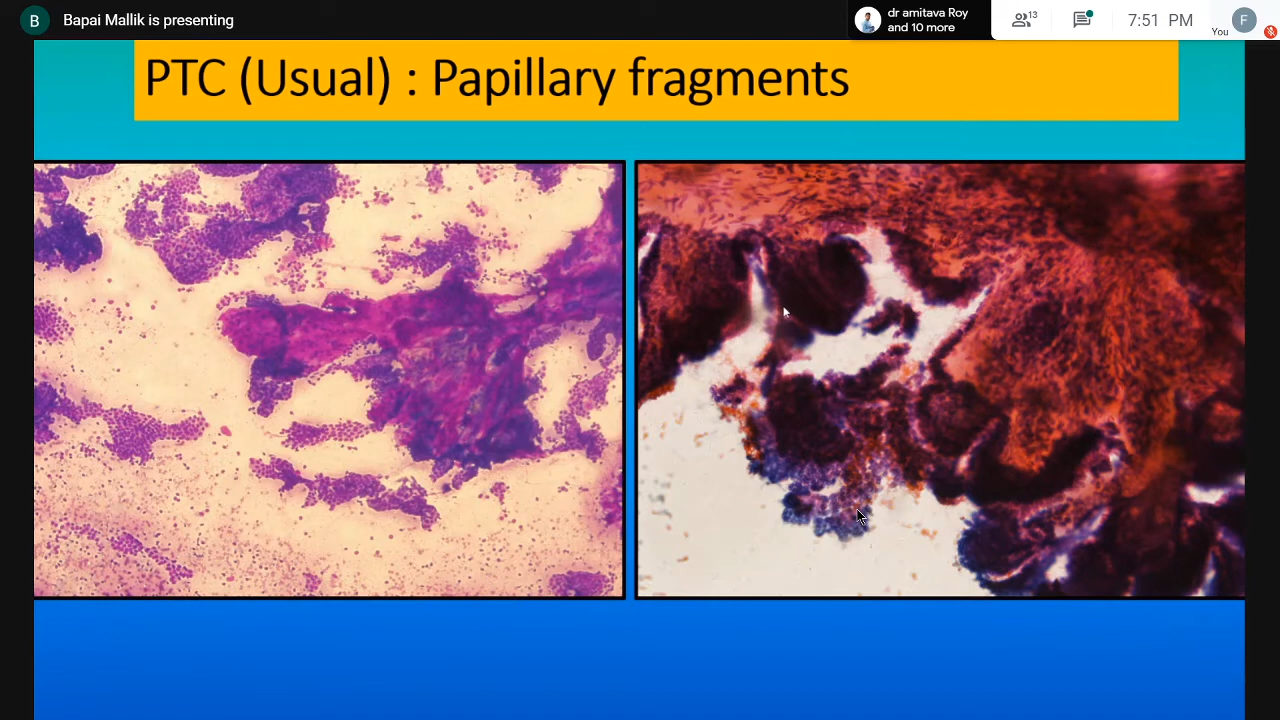 B Bapai Mallik is presenting
dr amitava Roy
and 10 more
13
7:51 PM
You
F
PTC (Usual) : Papillary fragments